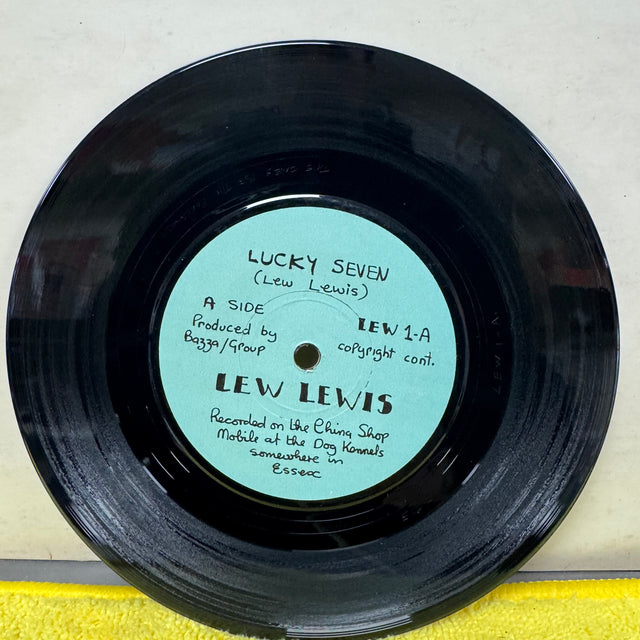 LUCKY SEVEN
(Lew Lewis)
A SIDE
LEW 1-A
Produced by
Bazza/Group
copyright cont.
LEW LEWIS
Recorded on the China Shop
Mobile at the Dog Kennels
somewhere in
Essex